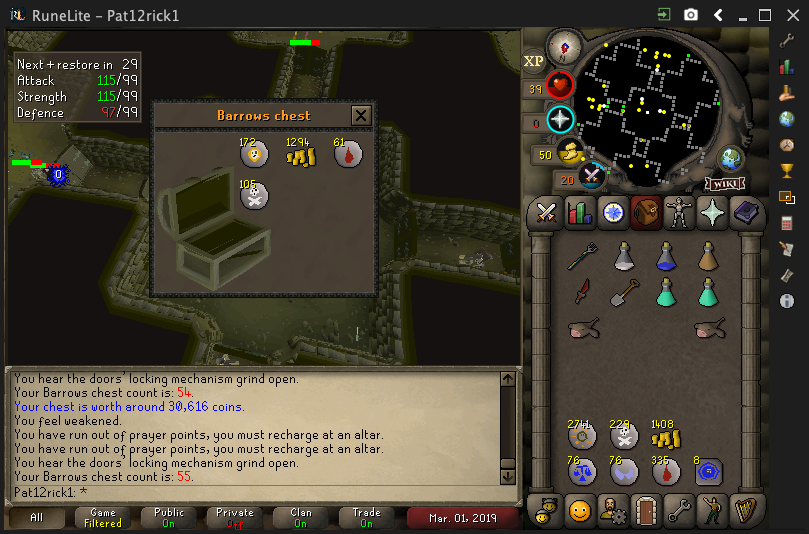 RuneLite - Pat12rick1
Next + restore in 29
Attack 115/99
Strength 115/99
Defence 97/99
0
Barrows chest
172 1294 61
105
XP
N
39
0
50
20
WIKI
2741 229 1408
76 76 335 8
You hear the doors' locking mechanism grind open.
Your Barrows chest count is: 54.
Your chest is worth around 30,616 coins.
You feel weakened.
You have run out of prayer points, you must recharge at an altar.
You have run out of prayer points, you must recharge at an altar.
You hear the doors' locking mechanism grind open.
Your Barrows chest count is: 55.
Pat12rick1: *
All
Game
Filtered
Public
On
Private
Off
Clan
On
Trade
On
Mar. 01, 2019